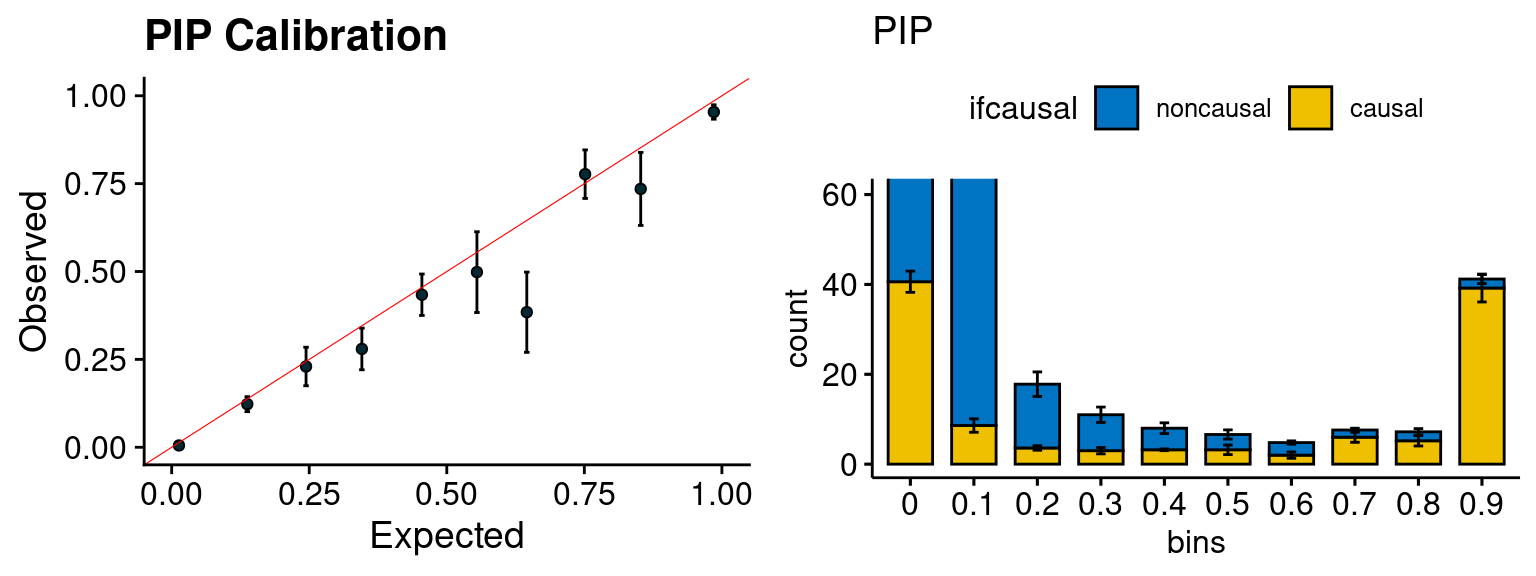 PIP Calibration
Observed
1.00
0.75
0.50
0.25
0.00
0.00 0.25 0.50 0.75 1.00
Expected
PIP
ifcausal noncausal causal
count
60
40
20
0
0 0.1 0.2 0.3 0.4 0.5 0.6 0.7 0.8 0.9
bins